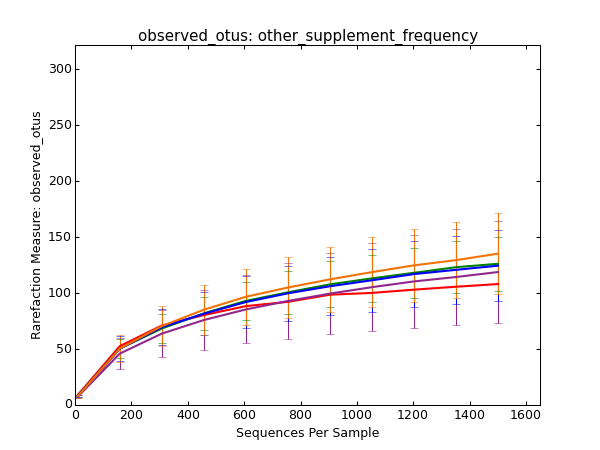 observed_otus: other_supplement_frequency
Rarefaction Measure: observed_otus
300
250
200
150
100
50
0
0 200 400 600 800 1000 1200 1400 1600
Sequences Per Sample